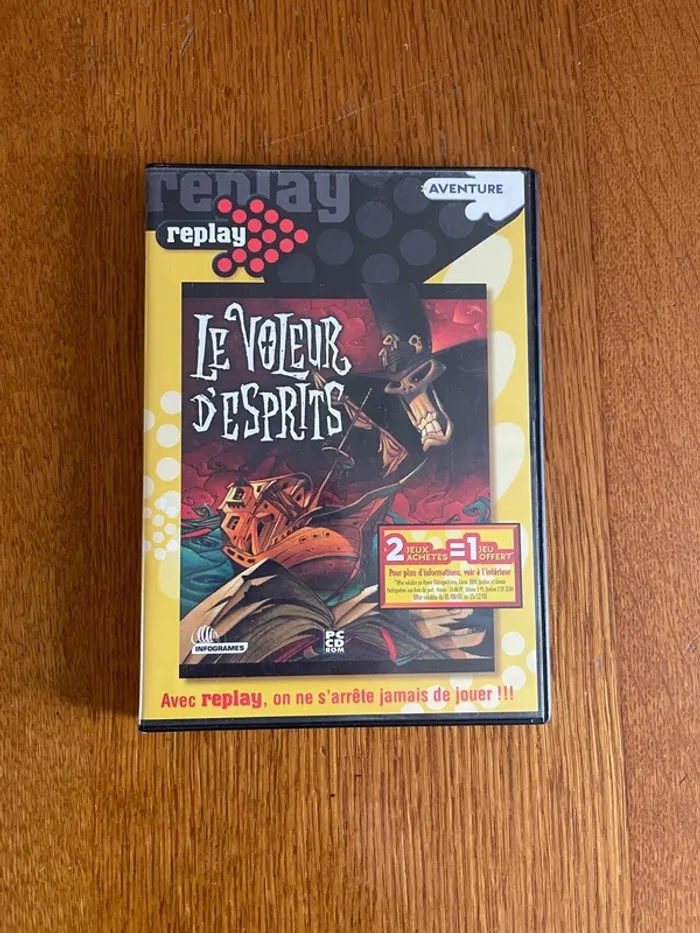 replay
AVENTURE
replay
LE VOLEUR
D'ESPRITS
2 JEUX ACHETÉS = 1 JEU OFFERT*
Pour plus d'informations, voir à l'intérieur
INFOGRAMES
PC
CD
ROM
Avec replay, on ne s'arrête jamais de jouer !!!